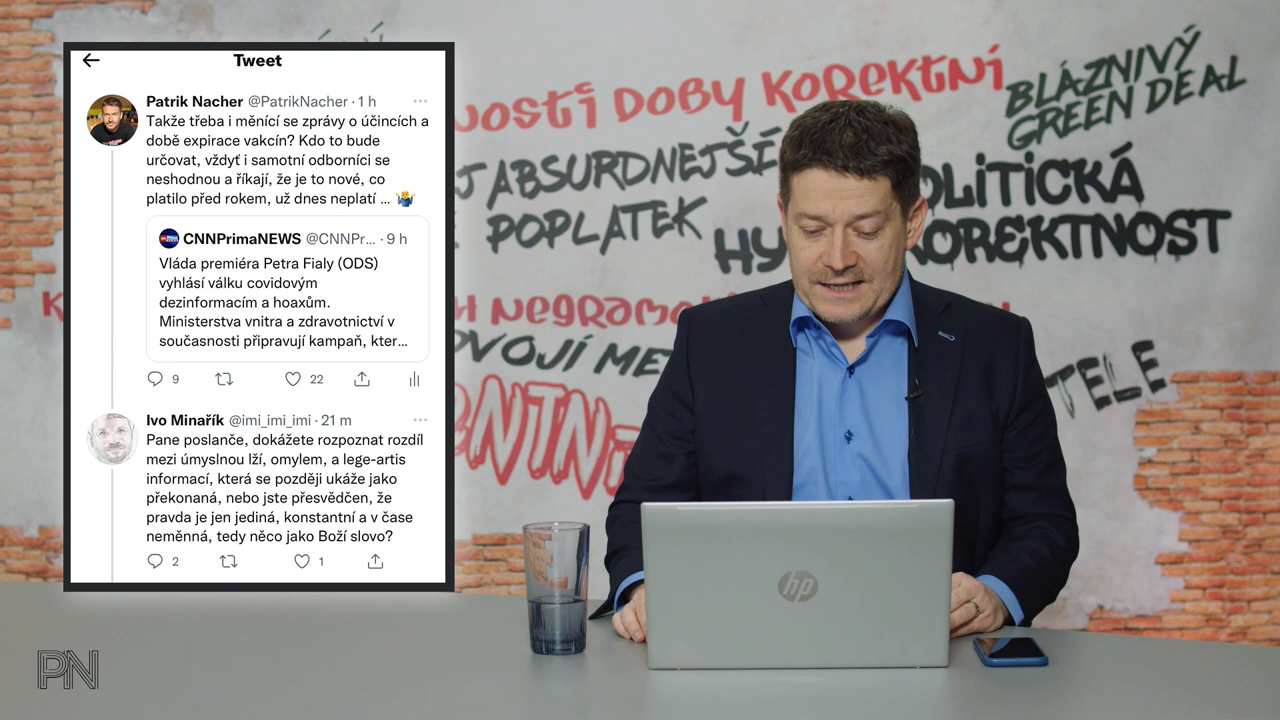 Tweet
Patrik Nacher @PatrikNacher · 1 h
Takže třeba i měnící se zprávy o účincích a
době expirace vakcín? Kdo to bude
určovat, vždyť i samotní odborníci se
neshodnou a říkají, že je to nové, co
platilo před rokem, už dnes neplatí ... 🤷‍♂️
CNNPrimaNEWS @CNNPr... · 9 h
Vláda premiéra Petra Fialy (ODS)
vyhlásí válku covidovým
dezinformacím a hoaxům.
Ministerstva vnitra a zdravotnictví v
současnosti připravují kampaň, kter...
9 22
Ivo Minařík @imi_imi_imi · 21 m
Pane poslanče, dokážete rozpoznat rozdíl
mezi úmyslnou lží, omylem, a lege-artis
informací, která se později ukáže jako
překonaná, nebo jste přesvědčen, že
pravda je jen jediná, konstantní a v čase
neměnná, tedy něco jako Boží slovo?
2 1
DOBY KOREKTNÍ
BLÁZNIVÝ
GREEN DEAL
ABSURDNEJŠÍ
POPLATEK
hp
PN